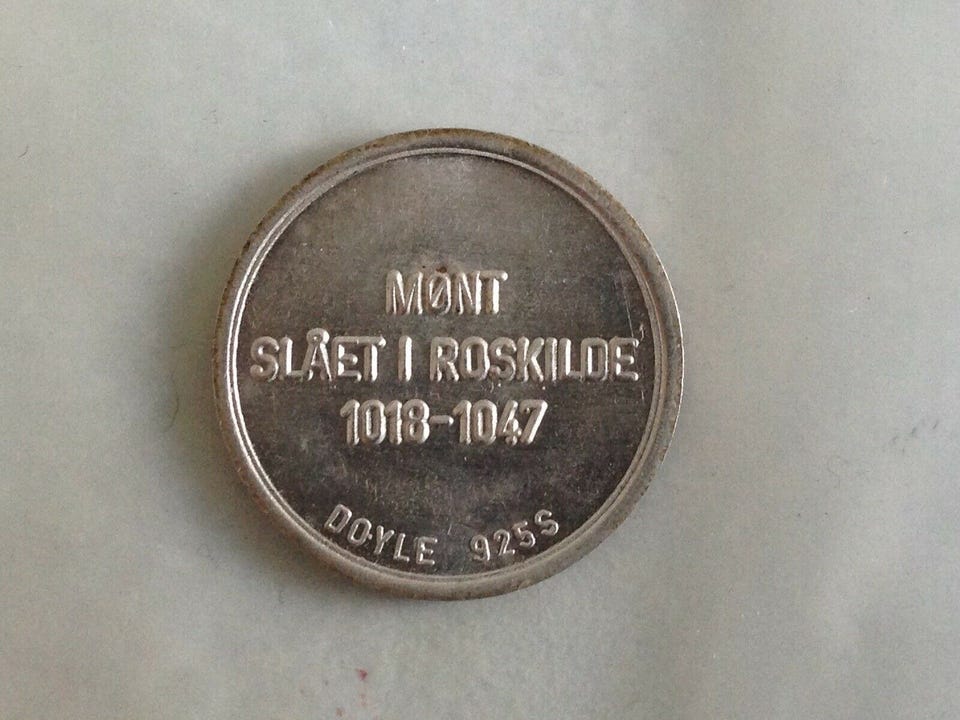 MØNT
SLÅET I ROSKILDE
1018-1047
DOYLE 925S